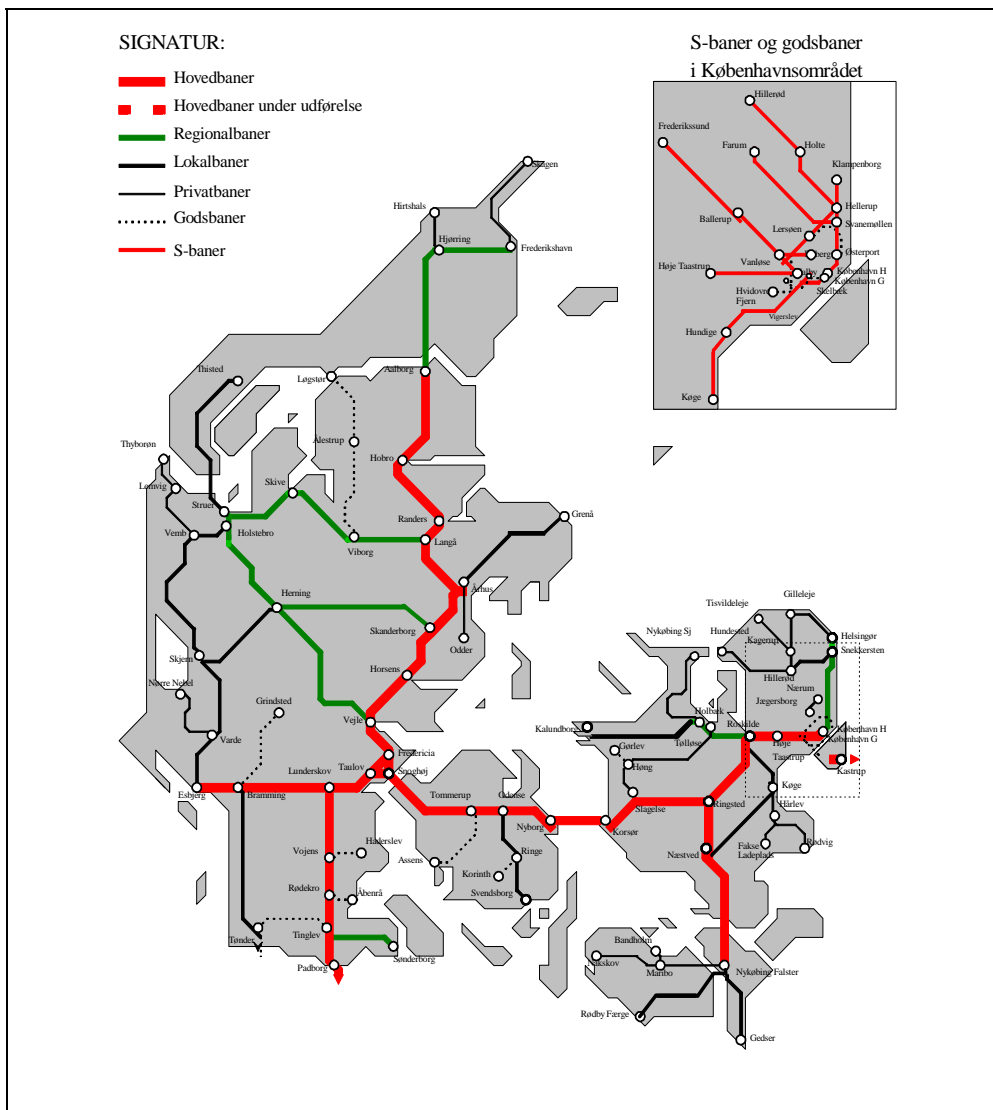 SIGNATUR:
Hovedbaner
Hovedbaner under udførelse
Regionalbaner
Lokalbaner
Privatbaner
Godsbaner
S-baner
S-baner og godsbaner
i Københavnsområdet
Hillerød
Frederikssund
Farum
Holte
Klampenborg
Hellerup
Ballerup
Svanemøllen
Lersøen
Vanløse
Østerport
Høje Taastrup
København H
København G
Hvidovre
Fjern
Skelbæk
Vigerslev
Hundige
Køge
Skagen
Hirtshals
Hjørring
Frederikshavn
Thisted
Løgstør
Aalborg
Ålestrup
Thyborøn
Hobro
Lemvig
Skive
Struer
Randers
Grenå
Vemb
Holstebro
Viborg
Langå
Århus
Herning
Skanderborg
Odder
Skjern
Horsens
Nørre Nebel
Grindsted
Vejle
Varde
Fredericia
Lunderskov
Taulov
Snoghøj
Esbjerg
Bramming
Tommerup
Odense
Nyborg
Korsør
Slagelse
Ringsted
Vojens
Haderslev
Assens
Ringe
Korinth
Svendsborg
Rødekro
Åbenrå
Tønder
Tinglev
Sønderborg
Padborg
Nykøbing Sj
Tisvildeleje
Gilleleje
Hundested
Kagerup
Helsingør
Snekkersten
Hillerød
Nærum
Jægersborg
Kalundborg
Holbæk
Roskilde
København H
København G
Gørlev
Tølløse
Høje
Taastrup
Høng
Kastrup
Køge
Hårlev
Næstved
Fakse
Ladeplads
Rødvig
Bandholm
Nakskov
Maribo
Nykøbing Falster
Rødby Færge
Gedser